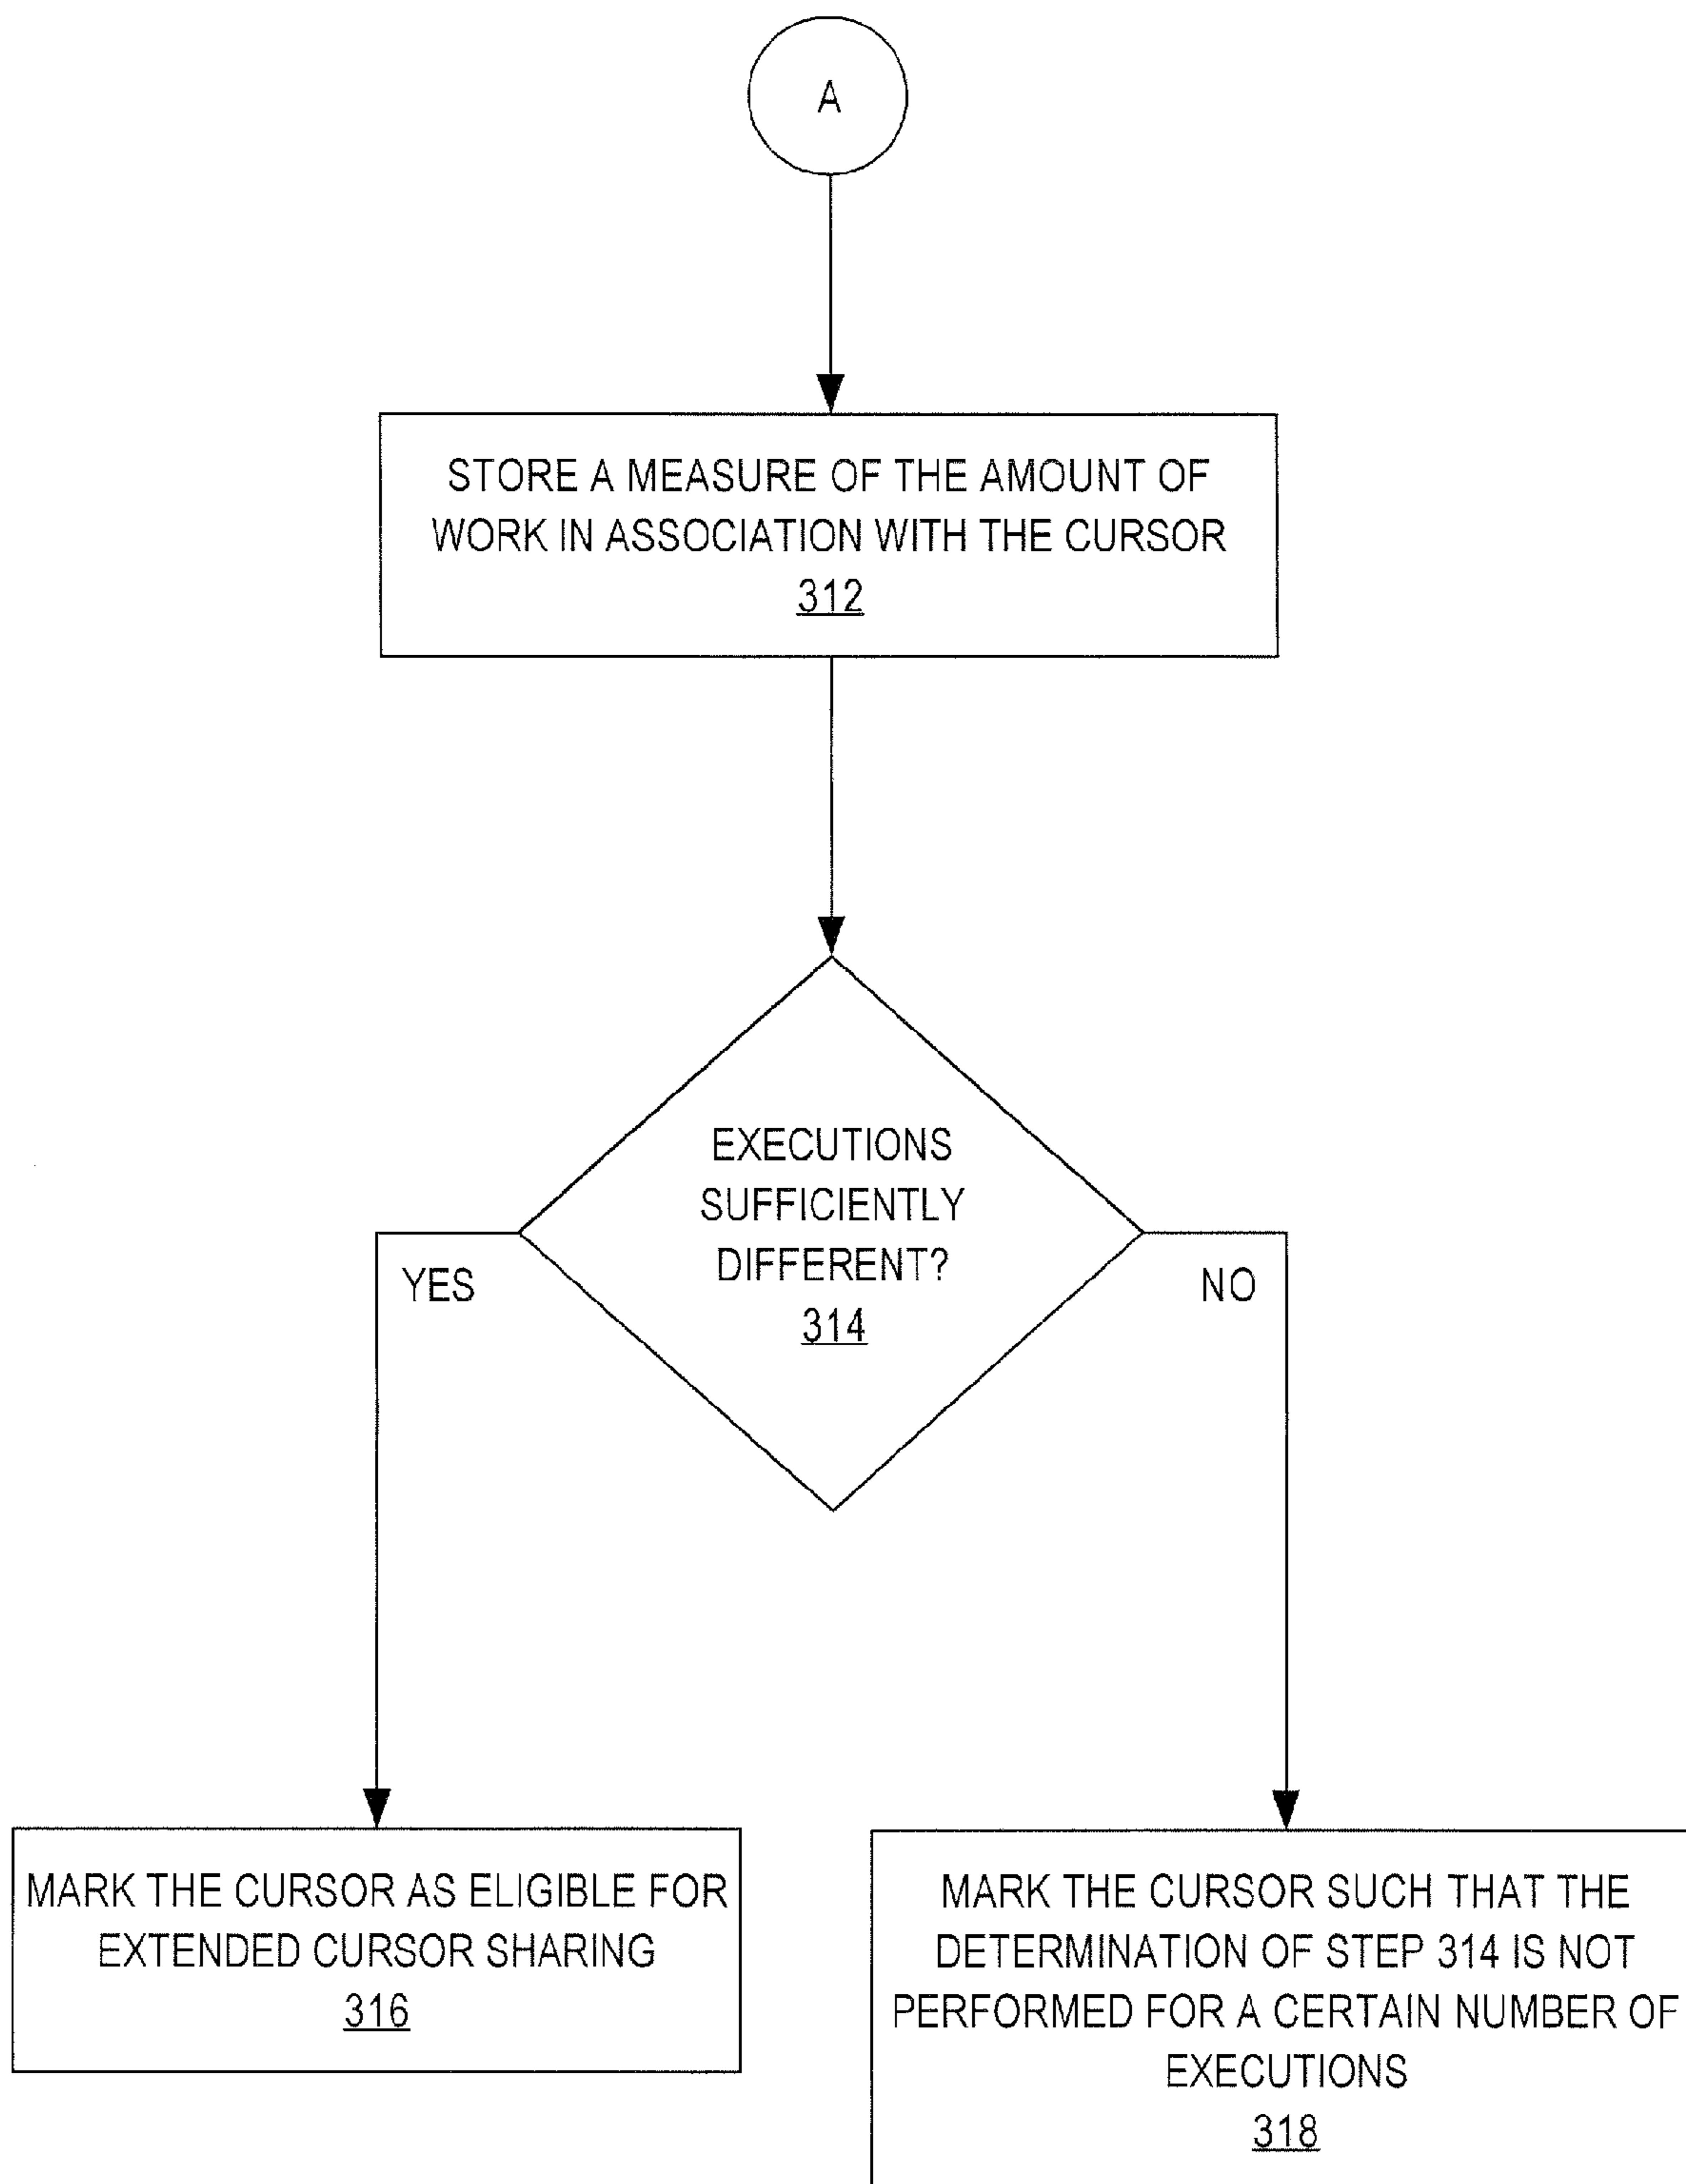 A
STORE A MEASURE OF THE AMOUNT OF
WORK IN ASSOCIATION WITH THE CURSOR
312
EXECUTIONS
SUFFICIENTLY
DIFFERENT?
314
YES
NO
MARK THE CURSOR AS ELIGIBLE FOR
EXTENDED CURSOR SHARING
316
MARK THE CURSOR SUCH THAT THE
DETERMINATION OF STEP 314 IS NOT
PERFORMED FOR A CERTAIN NUMBER OF
EXECUTIONS
318